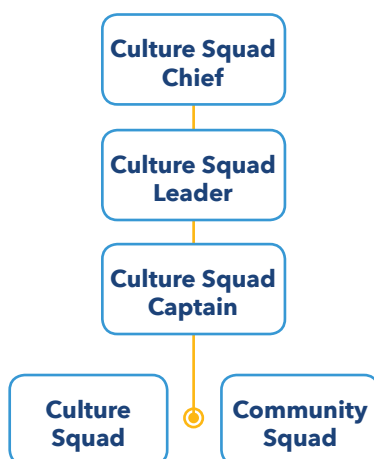 Culture Squad
Chief
Culture Squad
Leader
Culture Squad
Captain
Culture
Squad
Community
Squad